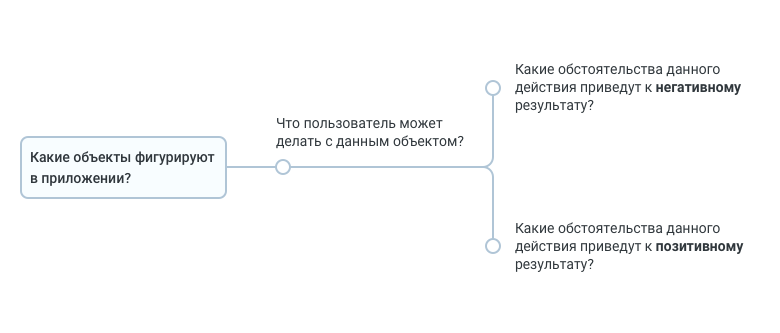 Какие объекты фигурируют
в приложении?
Что пользователь может
делать с данным объектом?
Какие обстоятельства данного
действия приведут к негативному
результату?
Какие обстоятельства данного
действия приведут к позитивному
результату?